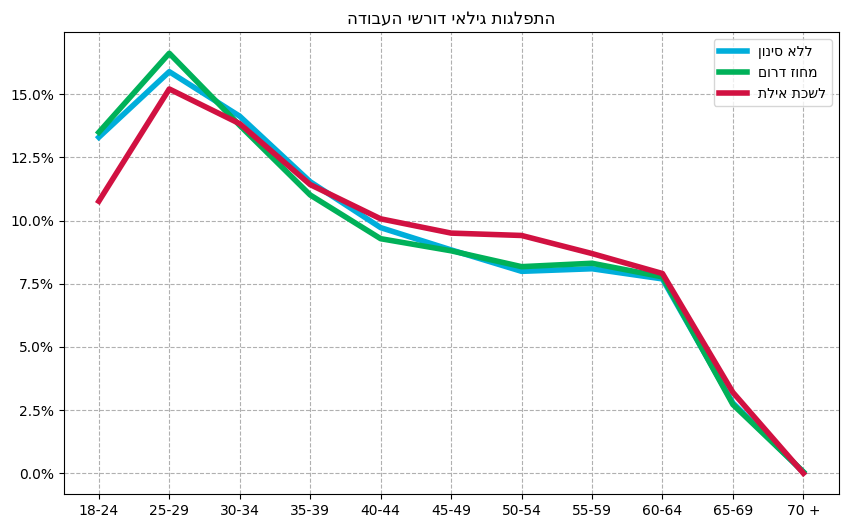 התפלגות גילאי דורשי העבודה
ללא סינון
מחוז דרום
לשכת אילת
15.0%
12.5%
10.0%
7.5%
5.0%
2.5%
0.0%
18-24 25-29 30-34 35-39 40-44 45-49 50-54 55-59 60-64 65-69 70 +